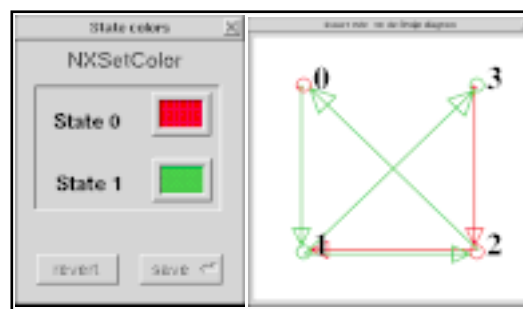 State colors
NXSetColor
State 0
State 1
revert save
0 3
1 2